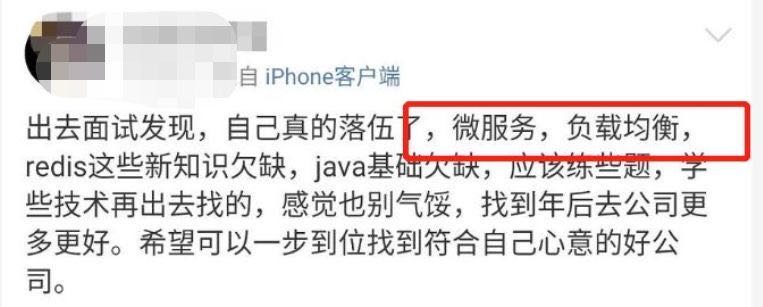 自 iPhone客户端
出去面试发现，自己真的落伍了，微服务，负载均衡，
redis这些新知识欠缺，java基础欠缺，应该练些题，学
些技术再出去找的，感觉也别气馁，找到年后去公司更
多更好。希望可以一步到位找到符合自己心意的好公
司。